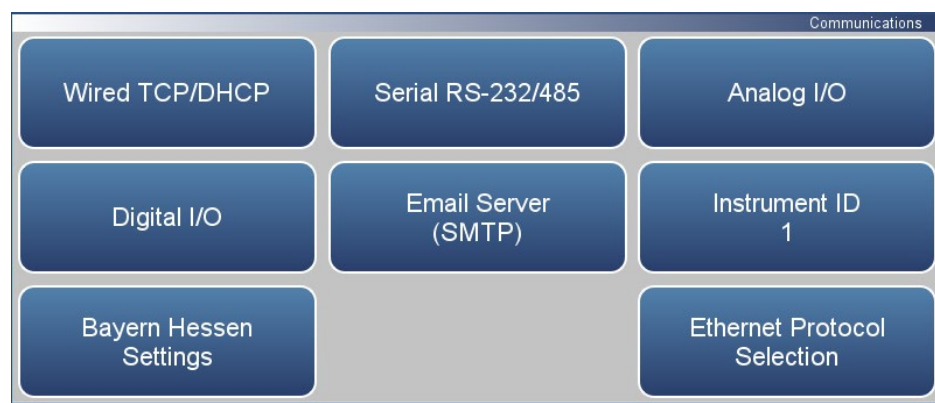 Communications
Wired TCP/DHCP
Serial RS-232/485
Analog I/O
Digital I/O
Email Server
(SMTP)
Instrument ID
1
Bayern Hessen
Settings
Ethernet Protocol
Selection